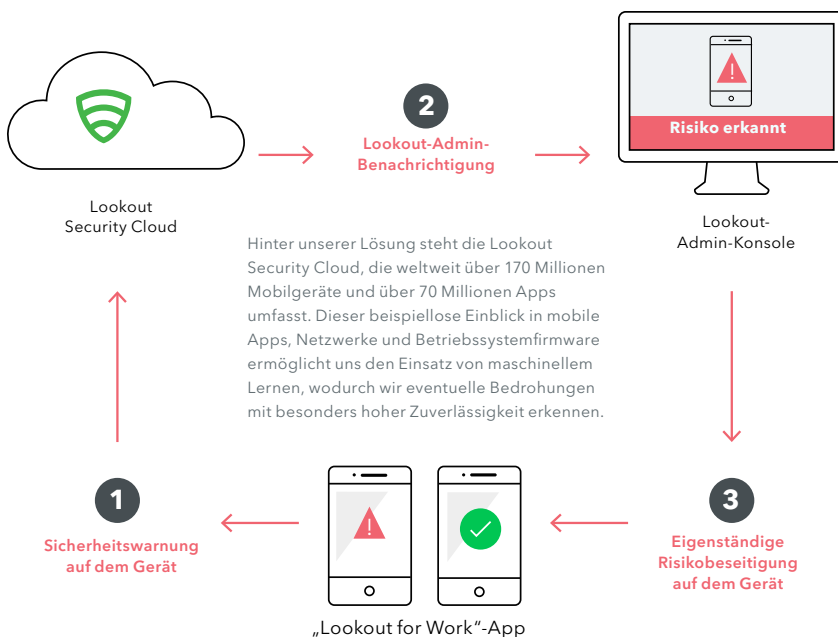 2
Lookout-Admin-
Benachrichtigung
Risiko erkannt
Lookout
Security Cloud
Lookout-
Admin-Konsole
Hinter unserer Lösung steht die Lookout
Security Cloud, die weltweit über 170 Millionen
Mobilgeräte und über 70 Millionen Apps
umfasst. Dieser beispiellose Einblick in mobile
Apps, Netzwerke und Betriebssystemfirmware
ermöglicht uns den Einsatz von maschinellem
Lernen, wodurch wir eventuelle Bedrohungen
mit besonders hoher Zuverlässigkeit erkennen.
1
Sicherheitswarnung
auf dem Gerät
3
Eigenständige
Risikobeseitigung
auf dem Gerät
„Lookout for Work“-App